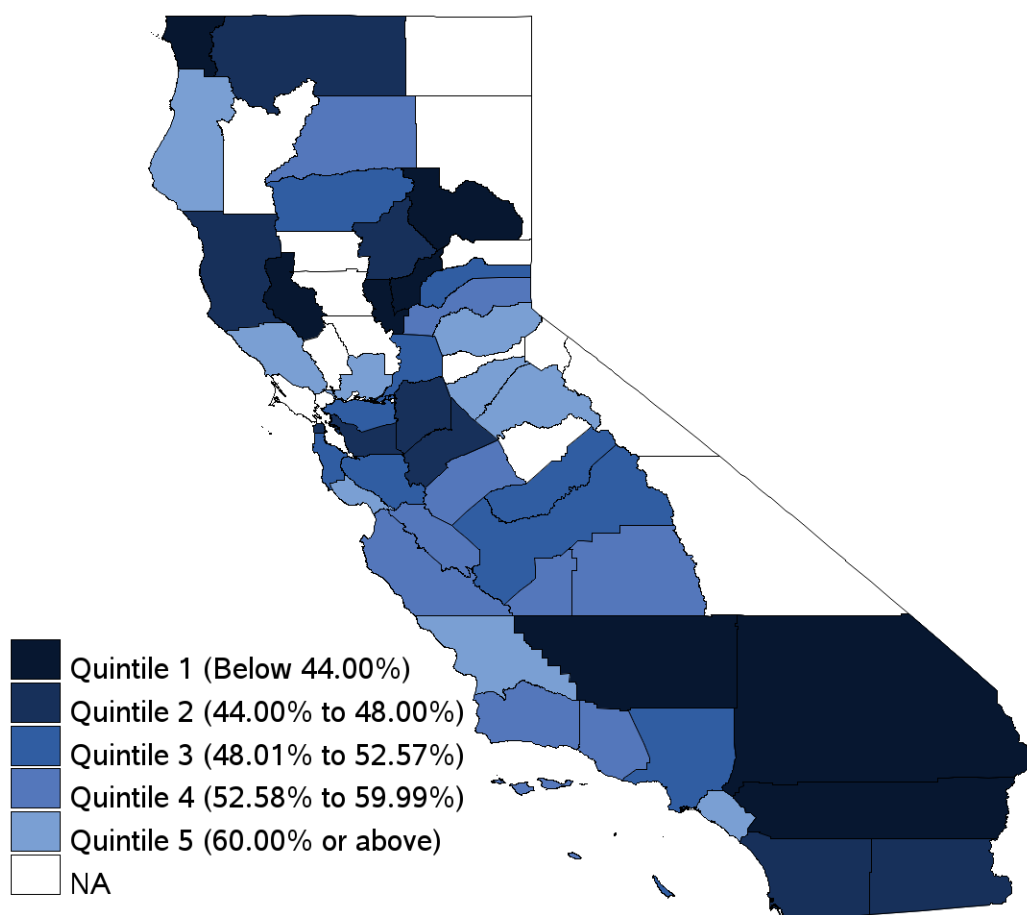 Quintile 1 (Below 44.00%)
Quintile 2 (44.00% to 48.00%)
Quintile 3 (48.01% to 52.57%)
Quintile 4 (52.58% to 59.99%)
Quintile 5 (60.00% or above)
NA